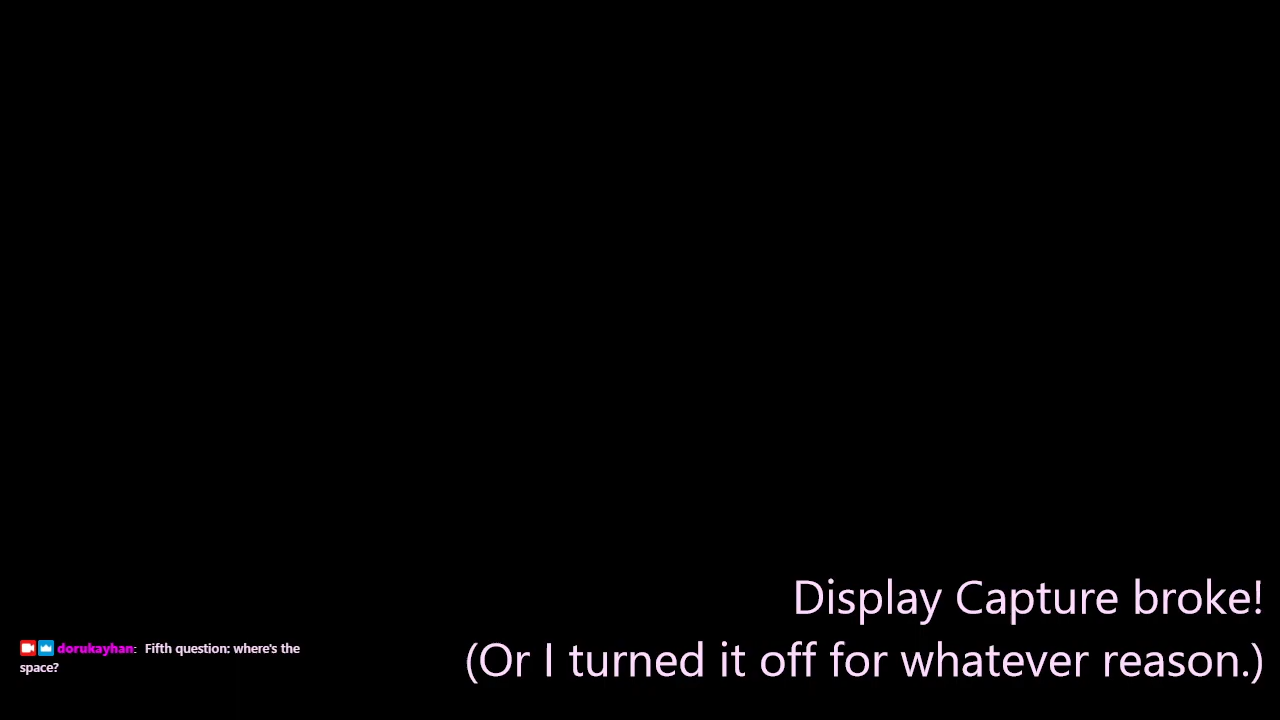 Display Capture broke!
(Or I turned it off for whatever reason.)
dorukayhan: Fifth question: where's the
space?